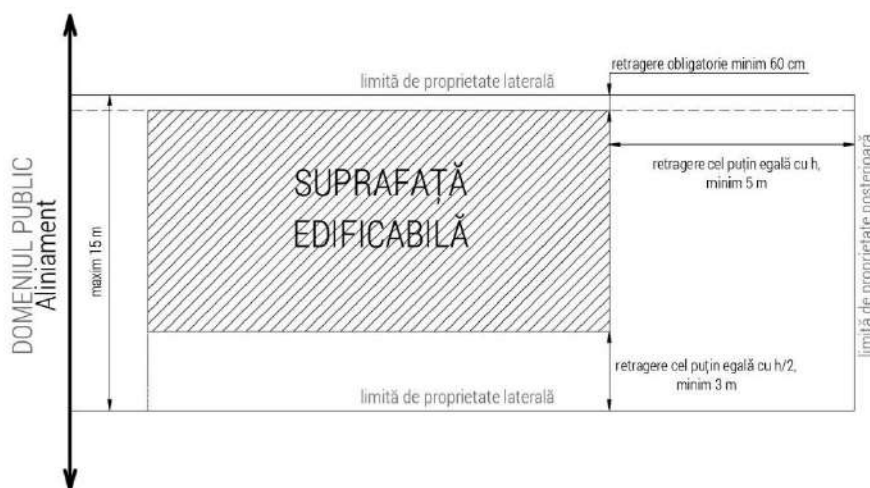 retragere obligatorie minim 60 cm
limită de proprietate laterală
DOMENIUL PUBLIC
Aliniament
maxim 15 m
SUPRAFAȚĂ
EDIFICABILĂ
retragere cel puțin egală cu h,
minim 5 m
limită de proprietate posterioară
retragere cel puțin egală cu h/2,
minim 3 m
limită de proprietate laterală